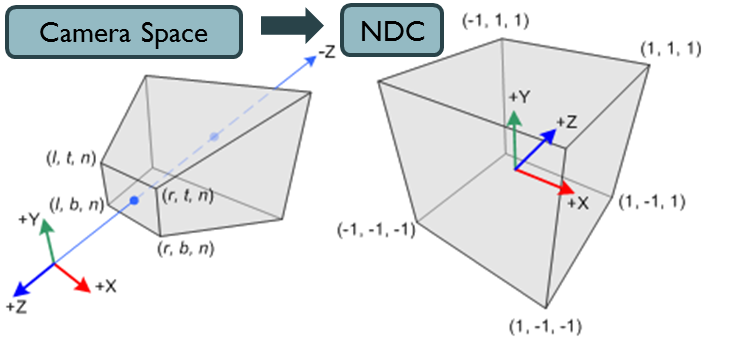 Camera Space
NDC
-Z
(l, t, n)
(r, t, n)
(l, b, n)
(r, b, n)
+Y
+X
+Z
(-1, 1, 1)
(1, 1, 1)
+Y
+Z
+X
(1, -1, 1)
(-1, -1, -1)
(1, -1, -1)